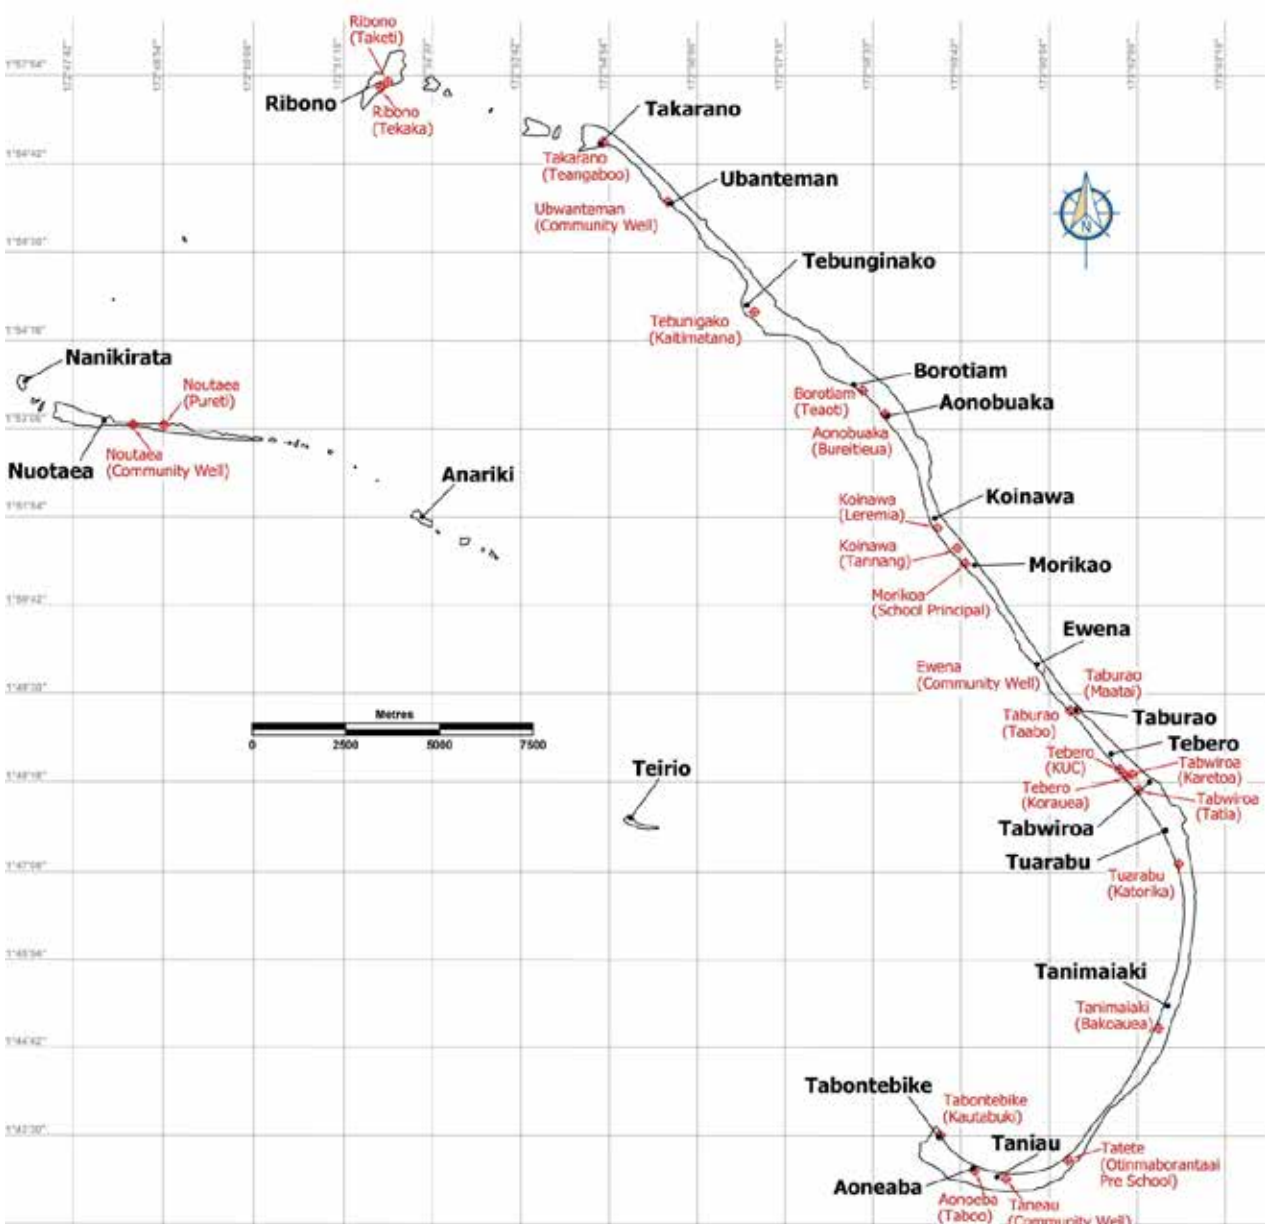 Ribono
(Taketi)
Ribono
Ribono
(Tekaka)
Takarano
Takarano
(Teangaboo)
Ubanteman
Ubwanteman
(Community Well)
N
Tebunginako
Tebunigako
(Kaitimatana)
Nanikirata
Noutaea
(Pureti)
Borotiam
Borotiam
(Teaoti)
Aonobuaka
Aonobuaka
(Bureitieua)
Noutaea
(Community Well)
Nuotaea
Anariki
Koinawa
Koinawa
(Leremia)
Koinawa
(Tannang)
Morikao
Morikoa
(School Principal)
Ewena
Ewena
(Community Well)
Taburao
(Maatai)
Taburao
Taburao
(Taabo)
Metres
0 2500 5000 7500
Tebero
Tebero
(KUC)
Tabwiroa
(Karetoa)
Tebero
(Korauea)
Tabwiroa
(Tatia)
Teirio
Tabwiroa
Tuarabu
Tuarabu
(Katorika)
Tanimaiaki
Tanimaiaki
(Bakoauea)
Tabontebike
Tabontebike
(Kautabuki)
Taniau
Tatete
(Otinmaborantaai
Pre School)
Aoneaba
Aonoeba
(Taboo)
Taneau
(Community Well)